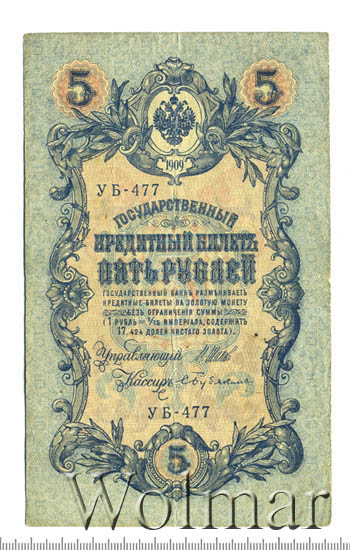 5 5
1909
УБ-477
ГОСУДАРСТВЕННЫЙ
КРЕДИТНЫЙ БИЛЕТЪ
ПЯТЬ РУБЛЕЙ
ГОСУДАРСТВЕННЫЙ БАНКЪ РАЗМѢНИВАЕТЪ
КРЕДИТНЫЕ БИЛЕТЫ НА ЗОЛОТУЮ МОНЕТУ
БЕЗЪ ОГРАНИЧЕНІЯ СУММЫ
(1 РУБЛЬ = 1/15 ИМПЕРІАЛА, СОДЕРЖИТЪ
17,424 ДОЛЕЙ ЧИСТАГО ЗОЛОТА).
Управляющій
Кассиръ
УБ-477
5
Wolmar